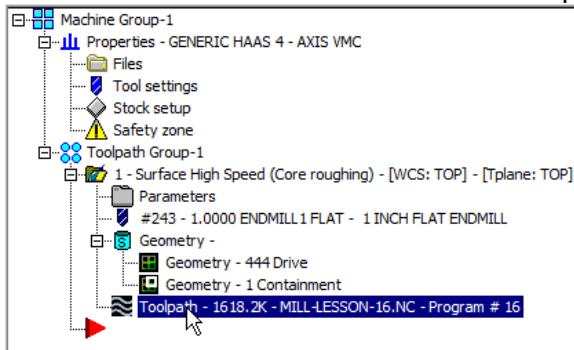 Machine Group-1
Properties - GENERIC HAAS 4 - AXIS VMC
Files
Tool settings
Stock setup
Safety zone
Toolpath Group-1
1 - Surface High Speed (Core roughing) - [WCS: TOP] - [Tplane: TOP]
Parameters
#243 - 1.0000 ENDMILL1 FLAT - 1 INCH FLAT ENDMILL
Geometry -
Geometry - 444 Drive
Geometry - 1 Containment
Toolpath - 1618.2K - MILL-LESSON-16.NC - Program # 16